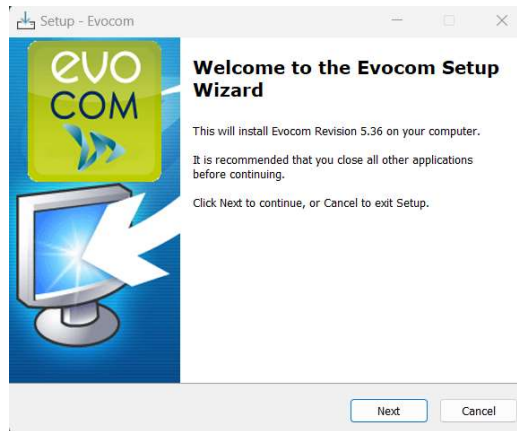 Setup - Evocom
evo
COM
Welcome to the Evocom Setup
Wizard
This will install Evocom Revision 5.36 on your computer.
It is recommended that you close all other applications
before continuing.
Click Next to continue, or Cancel to exit Setup.
Next
Cancel